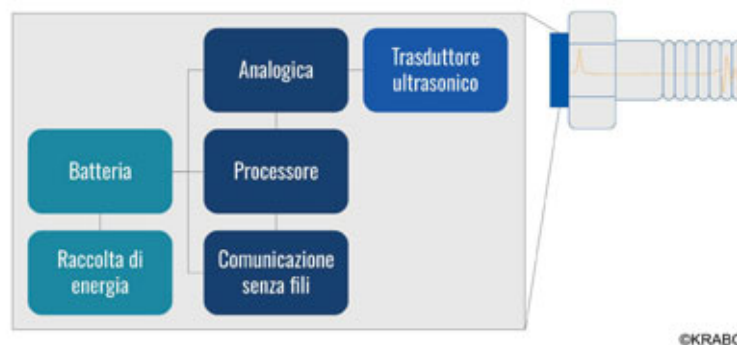 Analogica
Trasduttore
ultrasonico
Batteria
Processore
Raccolta di
energia
Comunicazione
senza fili